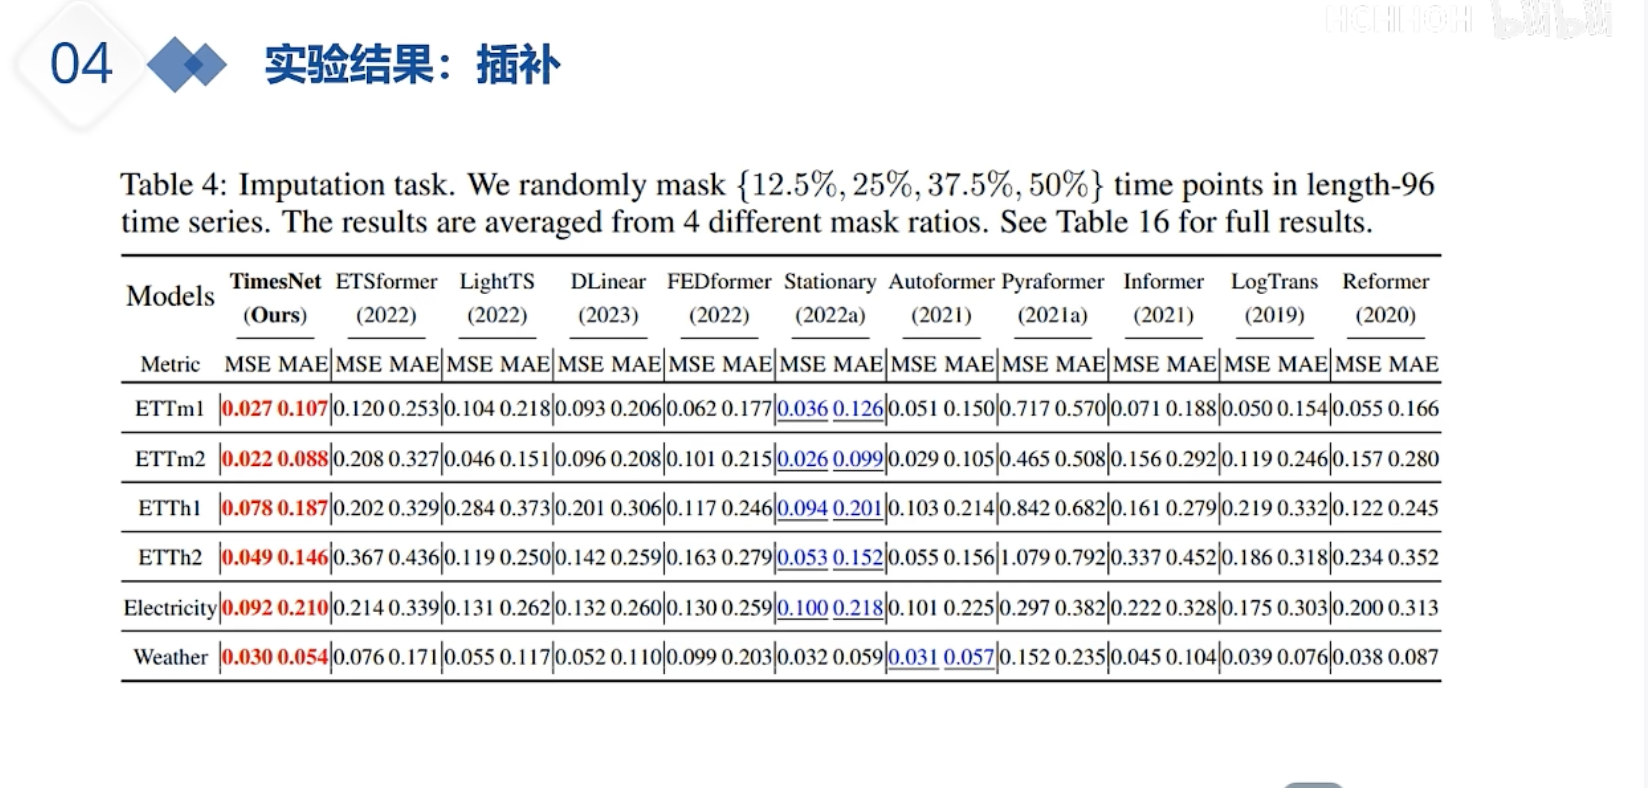 HCHHOH bilibili
04 实验结果：插补
Table 4: Imputation task. We randomly mask {12.5%, 25%, 37.5%, 50%} time points in length-96
time series. The results are averaged from 4 different mask ratios. See Table 16 for full results.
Models TimesNet ETSformer LightTS DLinear FEDformer Stationary Autoformer Pyraformer Informer LogTrans Reformer
(Ours) (2022) (2022) (2023) (2022) (2022a) (2021) (2021a) (2021) (2019) (2020)
Metric MSE MAE MSE MAE MSE MAE MSE MAE MSE MAE MSE MAE MSE MAE MSE MAE MSE MAE MSE MAE MSE MAE
ETTm1 0.027 0.107 0.120 0.253 0.104 0.218 0.093 0.206 0.062 0.177 0.036 0.126 0.051 0.150 0.717 0.570 0.071 0.188 0.050 0.154 0.055 0.166
ETTm2 0.022 0.088 0.208 0.327 0.046 0.151 0.096 0.208 0.101 0.215 0.026 0.099 0.029 0.105 0.465 0.508 0.156 0.292 0.119 0.246 0.157 0.280
ETTh1 0.078 0.187 0.202 0.329 0.284 0.373 0.201 0.306 0.117 0.246 0.094 0.201 0.103 0.214 0.842 0.682 0.161 0.279 0.219 0.332 0.122 0.245
ETTh2 0.049 0.146 0.367 0.436 0.119 0.250 0.142 0.259 0.163 0.279 0.053 0.152 0.055 0.156 1.079 0.792 0.337 0.452 0.186 0.318 0.234 0.352
Electricity 0.092 0.210 0.214 0.339 0.131 0.262 0.132 0.260 0.130 0.259 0.100 0.218 0.101 0.225 0.297 0.382 0.222 0.328 0.175 0.303 0.200 0.313
Weather 0.030 0.054 0.076 0.171 0.055 0.117 0.052 0.110 0.099 0.203 0.032 0.059 0.031 0.057 0.152 0.235 0.045 0.104 0.039 0.076 0.038 0.087